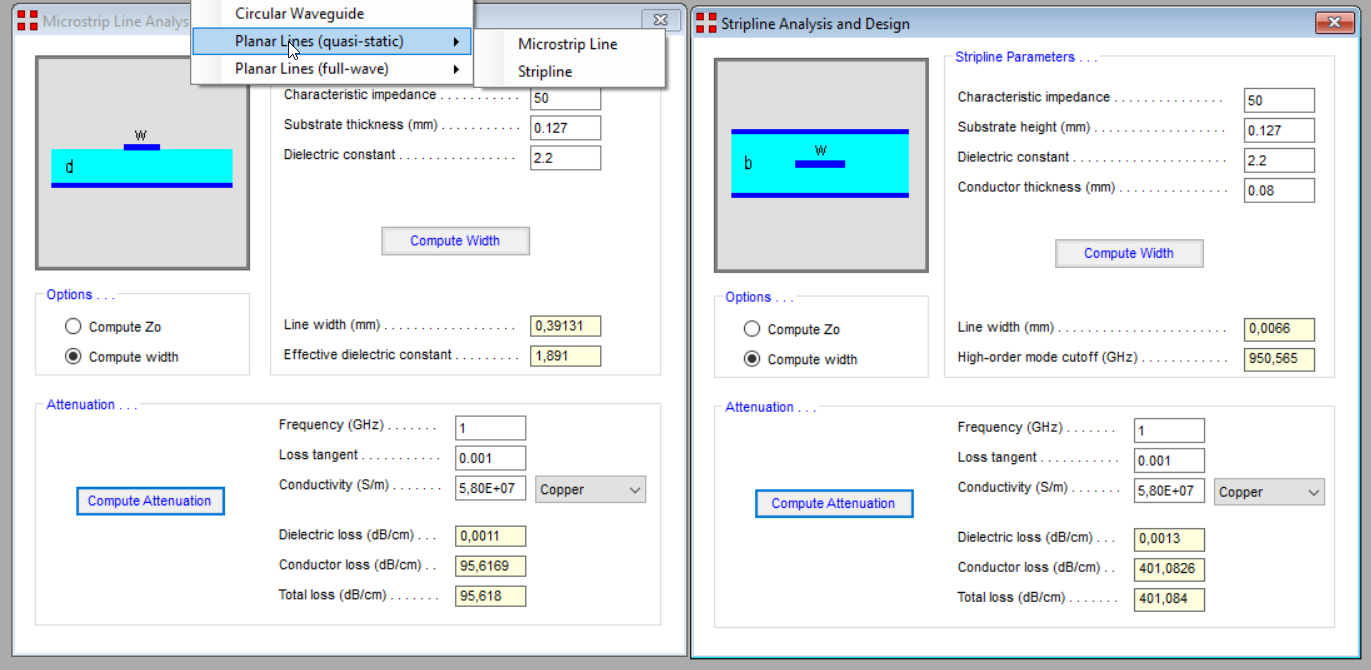 Microstrip Line Analys
Circular Waveguide
Planar Lines (quasi-static)
Planar Lines (full-wave)
Microstrip Line
Stripline
w
d
Characteristic impedance . . . . . . . . . . . 50
Substrate thickness (mm) . . . . . . . . . . 0.127
Dielectric constant . . . . . . . . . . . . . . . . 2.2
Compute Width
Options . . .
Compute Zo
Compute width
Line width (mm) . . . . . . . . . . . . . . . . . . 0,39131
Effective dielectric constant . . . . . . . . . 1,891
Attenuation . . .
Frequency (GHz) . . . . . . . 1
Loss tangent . . . . . . . . . . . 0.001
Conductivity (S/m) . . . . . . . 5,80E+07 Copper
Compute Attenuation
Dielectric loss (dB/cm) . . . 0,0011
Conductor loss (dB/cm) . . 95,6169
Total loss (dB/cm) . . . . . . . 95,618
Stripline Analysis and Design
w
b
Stripline Parameters . . .
Characteristic impedance . . . . . . . . . . . . . . . 50
Substrate height (mm) . . . . . . . . . . . . . . . . . . 0.127
Dielectric constant . . . . . . . . . . . . . . . . . . . . . 2.2
Conductor thickness (mm) . . . . . . . . . . . . . . . 0.08
Compute Width
Options . . .
Compute Zo
Compute width
Line width (mm) . . . . . . . . . . . . . . . . . . . . . . . 0,0066
High-order mode cutoff (GHz) . . . . . . . . . . . . 950,565
Attenuation . . .
Frequency (GHz) . . . . . . . 1
Loss tangent . . . . . . . . . . . 0.001
Conductivity (S/m) . . . . . . . 5,80E+07 Copper
Compute Attenuation
Dielectric loss (dB/cm) . . . 0,0013
Conductor loss (dB/cm) . . 401,0826
Total loss (dB/cm) . . . . . . . 401,084